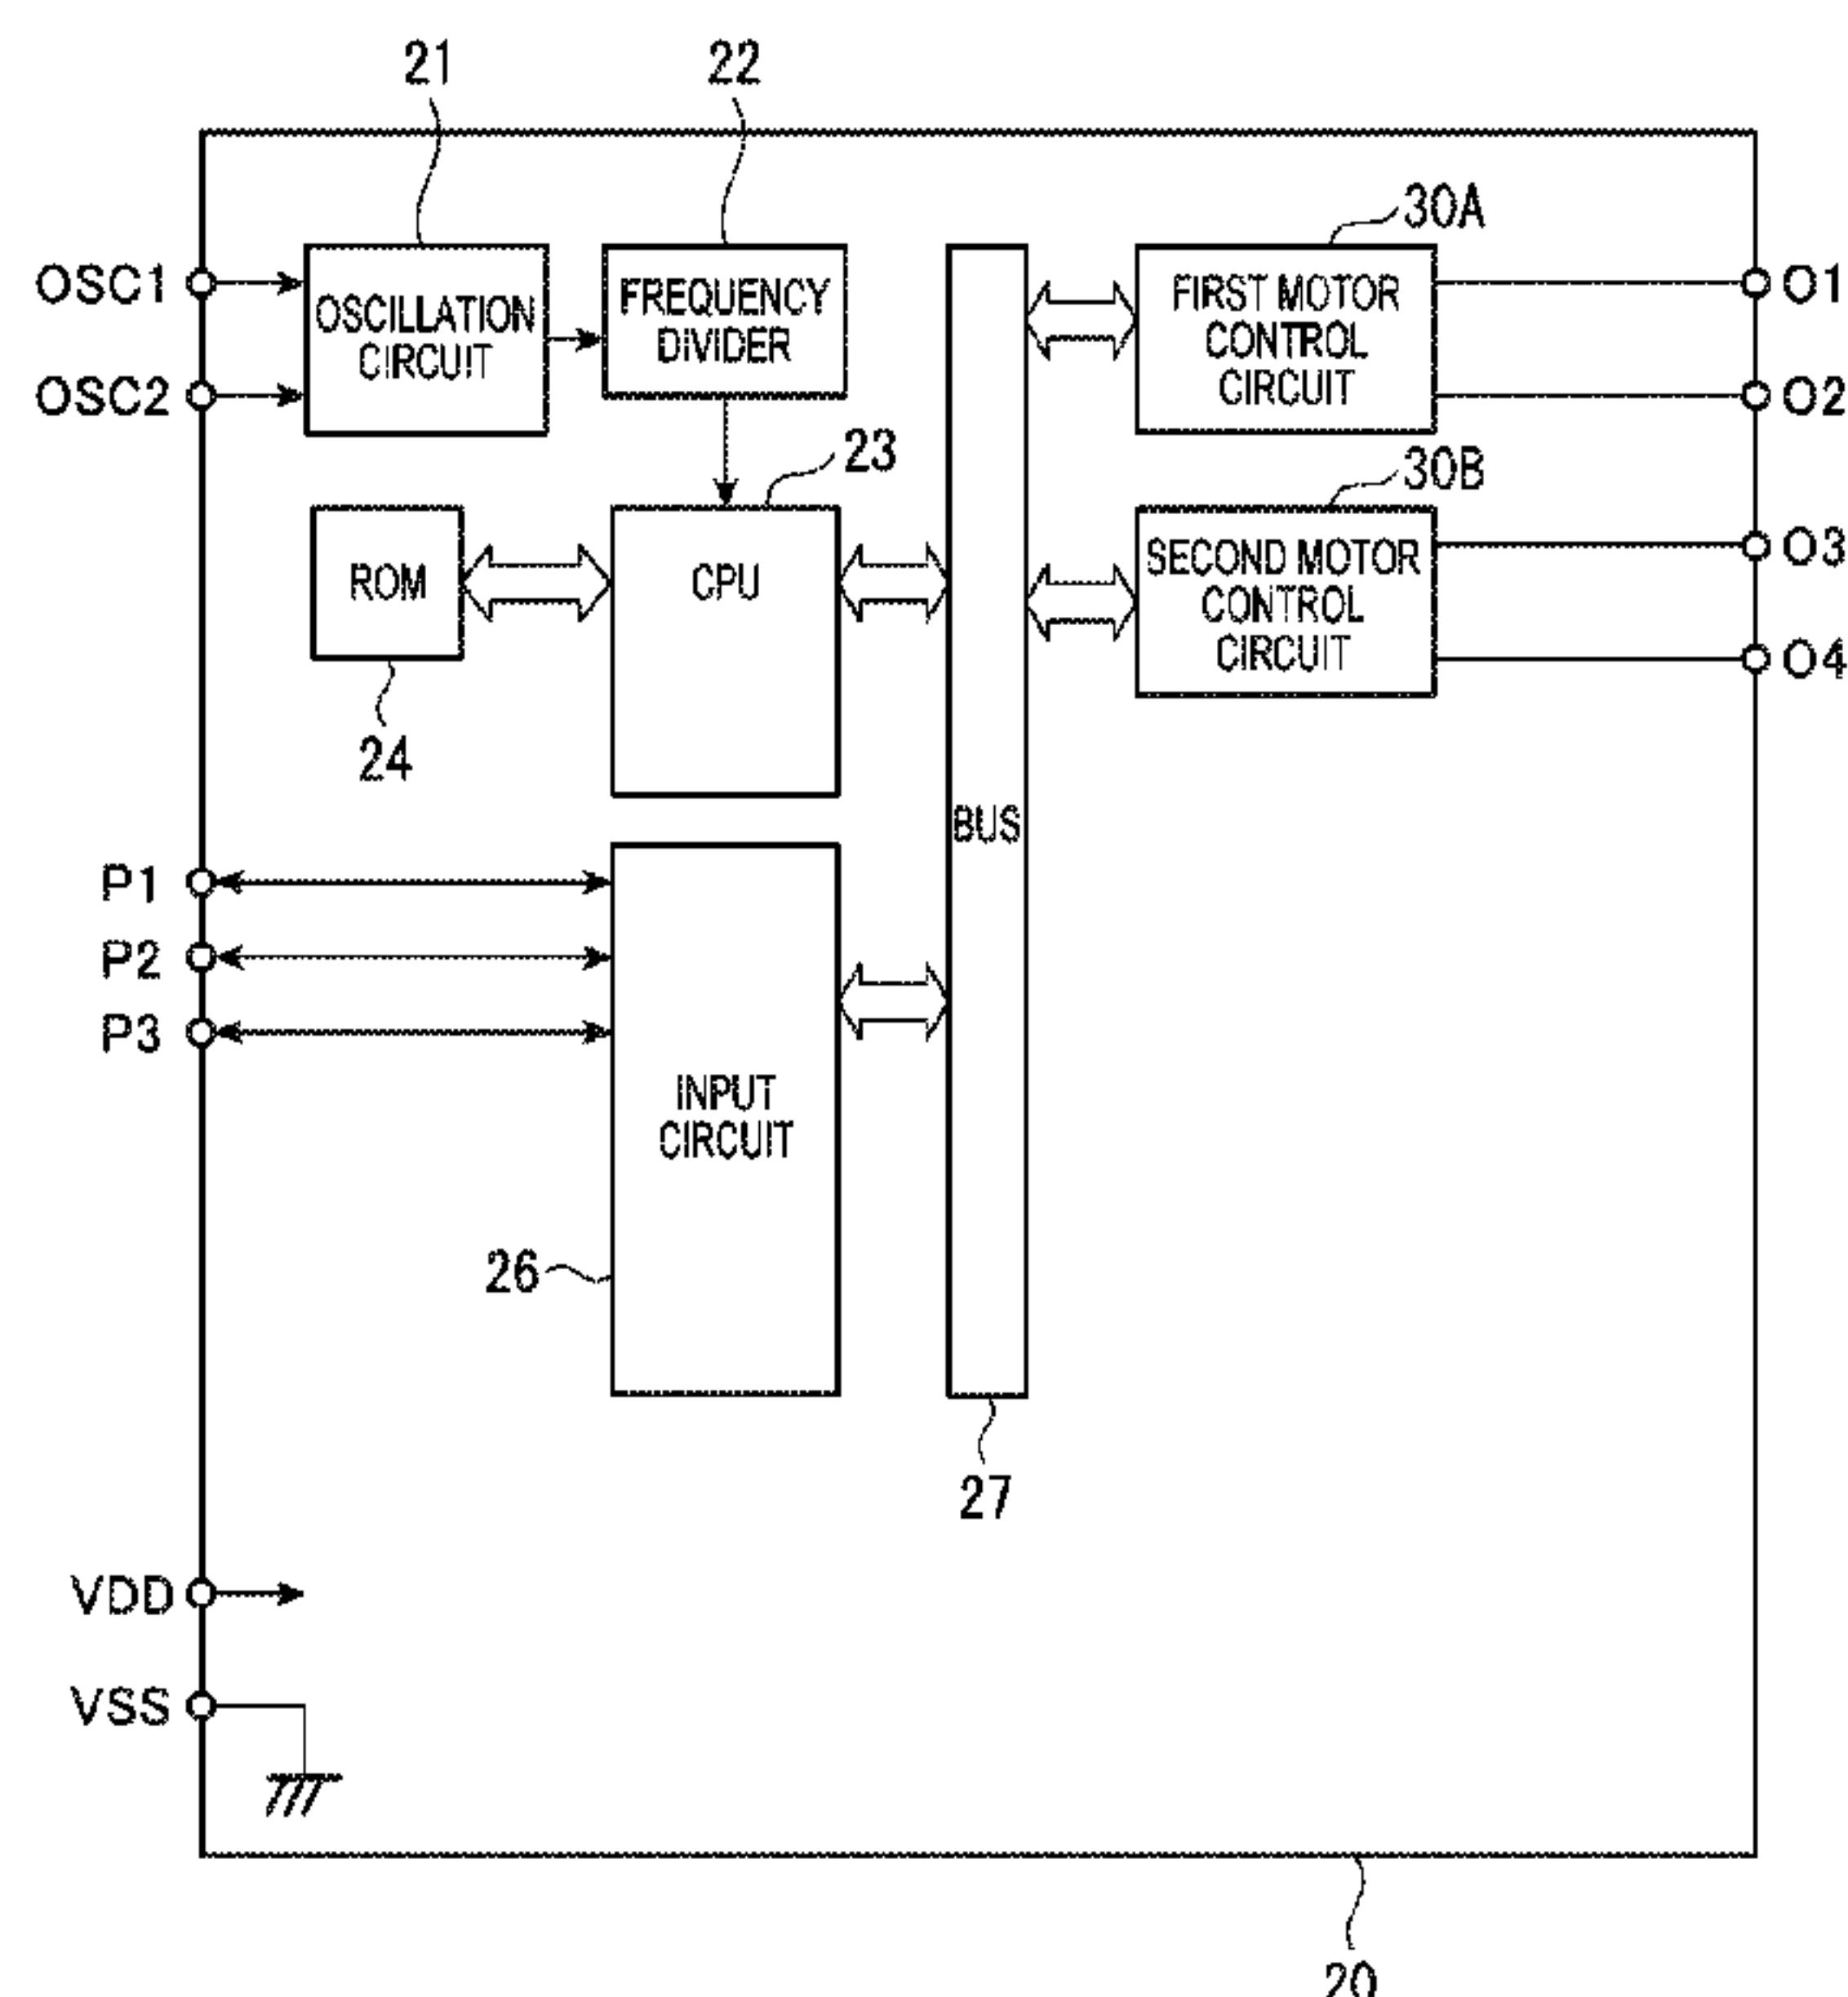 21
22
30A
OSC1
OSCILLATION
CIRCUIT
FREQUENCY
DIVIDER
FIRST MOTOR
CONTROL
CIRCUIT
O1
OSC2
O2
23
30B
ROM
CPU
SECOND MOTOR
CONTROL
CIRCUIT
O3
O4
24
BUS
P1
P2
P3
INPUT
CIRCUIT
26
27
VDD
VSS
20